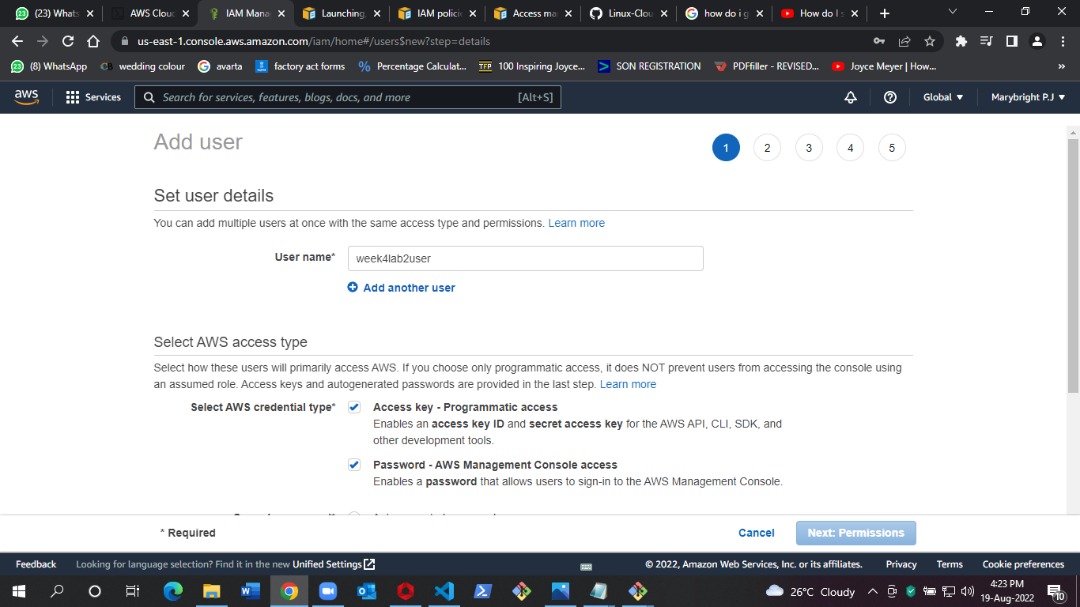 (23) Whats
AWS Clou
IAM Mana
Launching
IAM polici
Access ma
Linux-Clou
how do i g
How do I s
us-east-1.console.aws.amazon.com/iam/home#/users$new?step=details
(8) WhatsApp
wedding colour
avarta
factory act forms
Percentage Calculat...
100 Inspiring Joyce...
SON REGISTRATION
PDFfiller - REVISED...
Joyce Meyer | How...
»
aws
Services
Search for services, features, blogs, docs, and more
[Alt+S]
Global
Marybright P.J
Add user
1 2 3 4 5
Set user details
You can add multiple users at once with the same access type and permissions. Learn more
User name*
week4lab2user
Add another user
Select AWS access type
Select how these users will primarily access AWS. If you choose only programmatic access, it does NOT prevent users from accessing the console using
an assumed role. Access keys and autogenerated passwords are provided in the last step. Learn more
Select AWS credential type*
Access key - Programmatic access
Enables an access key ID and secret access key for the AWS API, CLI, SDK, and
other development tools.
Password - AWS Management Console access
Enables a password that allows users to sign-in to the AWS Management Console.
* Required
Cancel
Next: Permissions
Feedback
Looking for language selection? Find it in the new Unified Settings
© 2022, Amazon Web Services, Inc. or its affiliates.
Privacy
Terms
Cookie preferences
26°C Cloudy
4:23 PM
19-Aug-2022
10